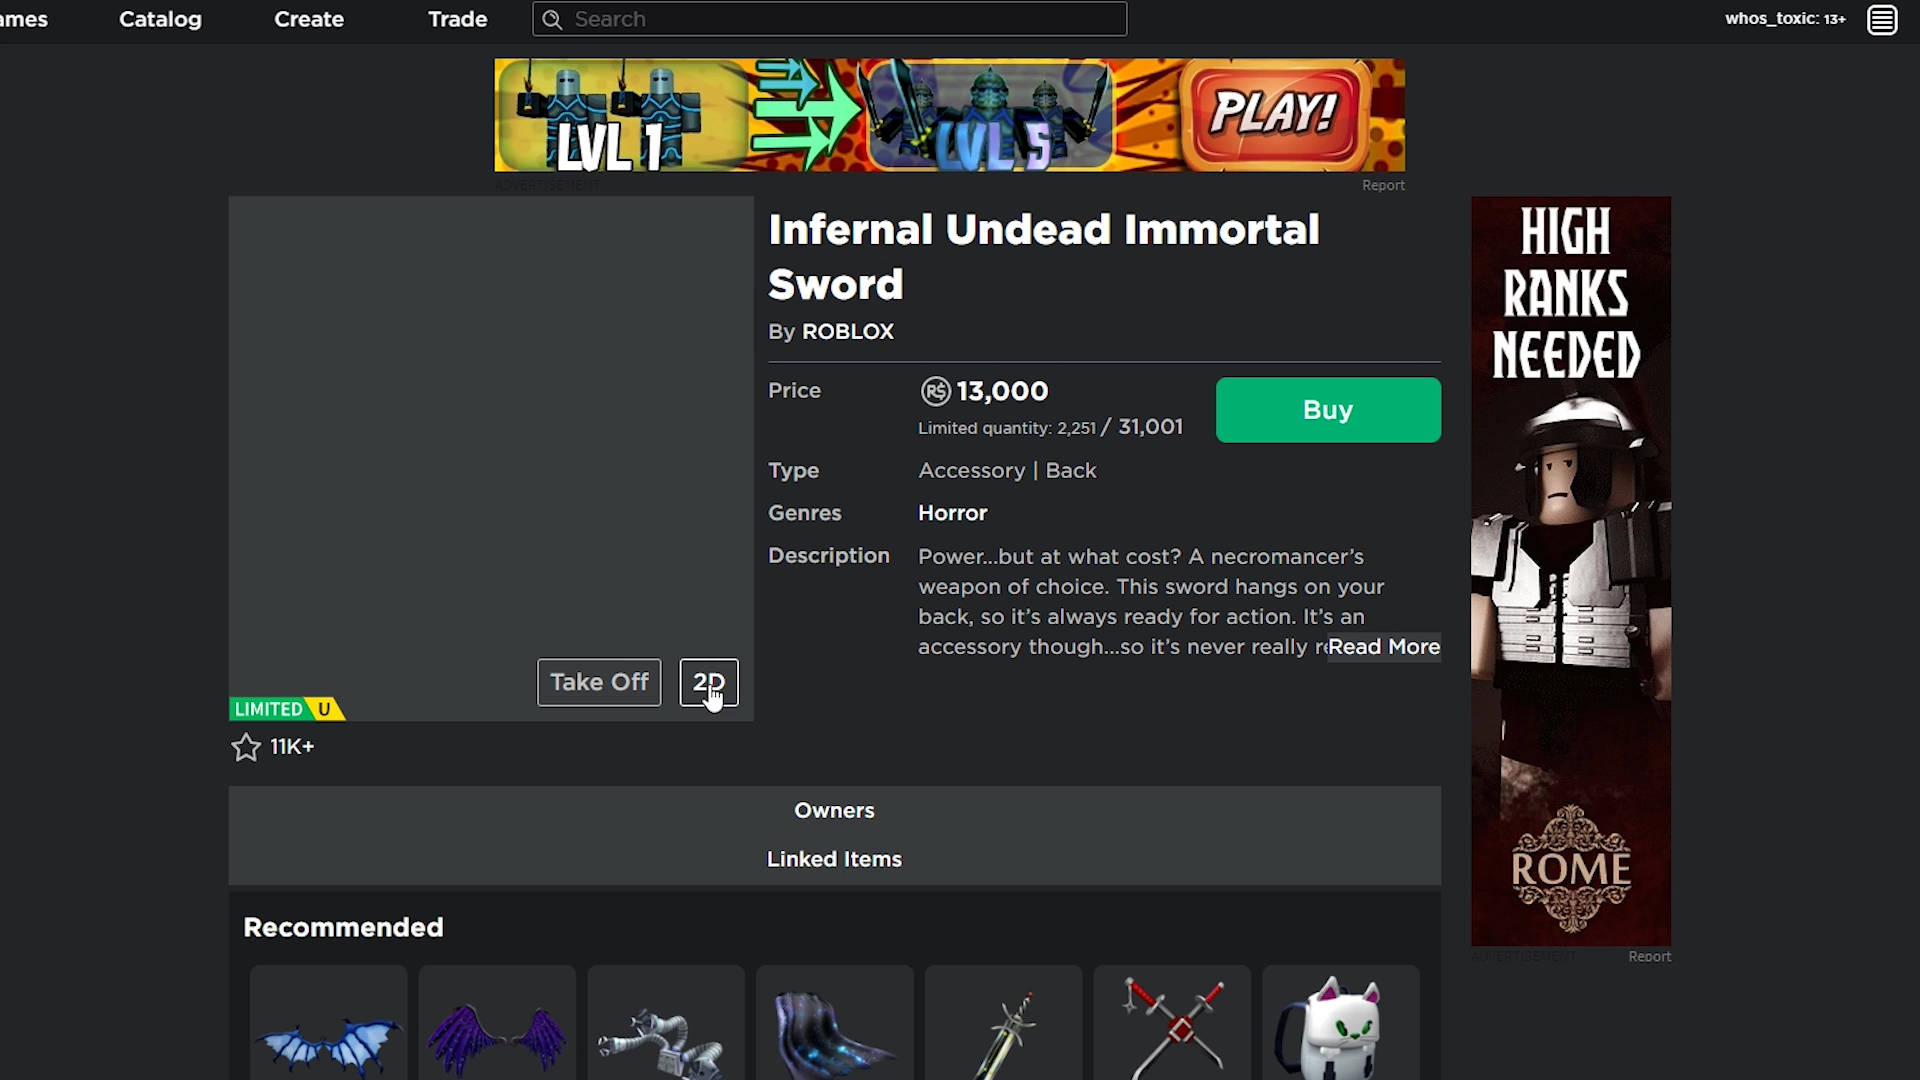 ames Catalog Create Trade Search whos_toxic: 13+
LVL 1 LVL 5 PLAY!
ADVERTISEMENT Report
Infernal Undead Immortal
Sword
By ROBLOX
Price R$ 13,000 Buy
Limited quantity: 2,251 / 31,001
Type Accessory | Back
Genres Horror
Description Power...but at what cost? A necromancer's
weapon of choice. This sword hangs on your
back, so it's always ready for action. It's an
accessory though...so it's never really r Read More
Take Off 2D
LIMITED U
11K+
Owners
Linked Items
Recommended
HIGH
RANKS
NEEDED
ROME
ADVERTISEMENT Report